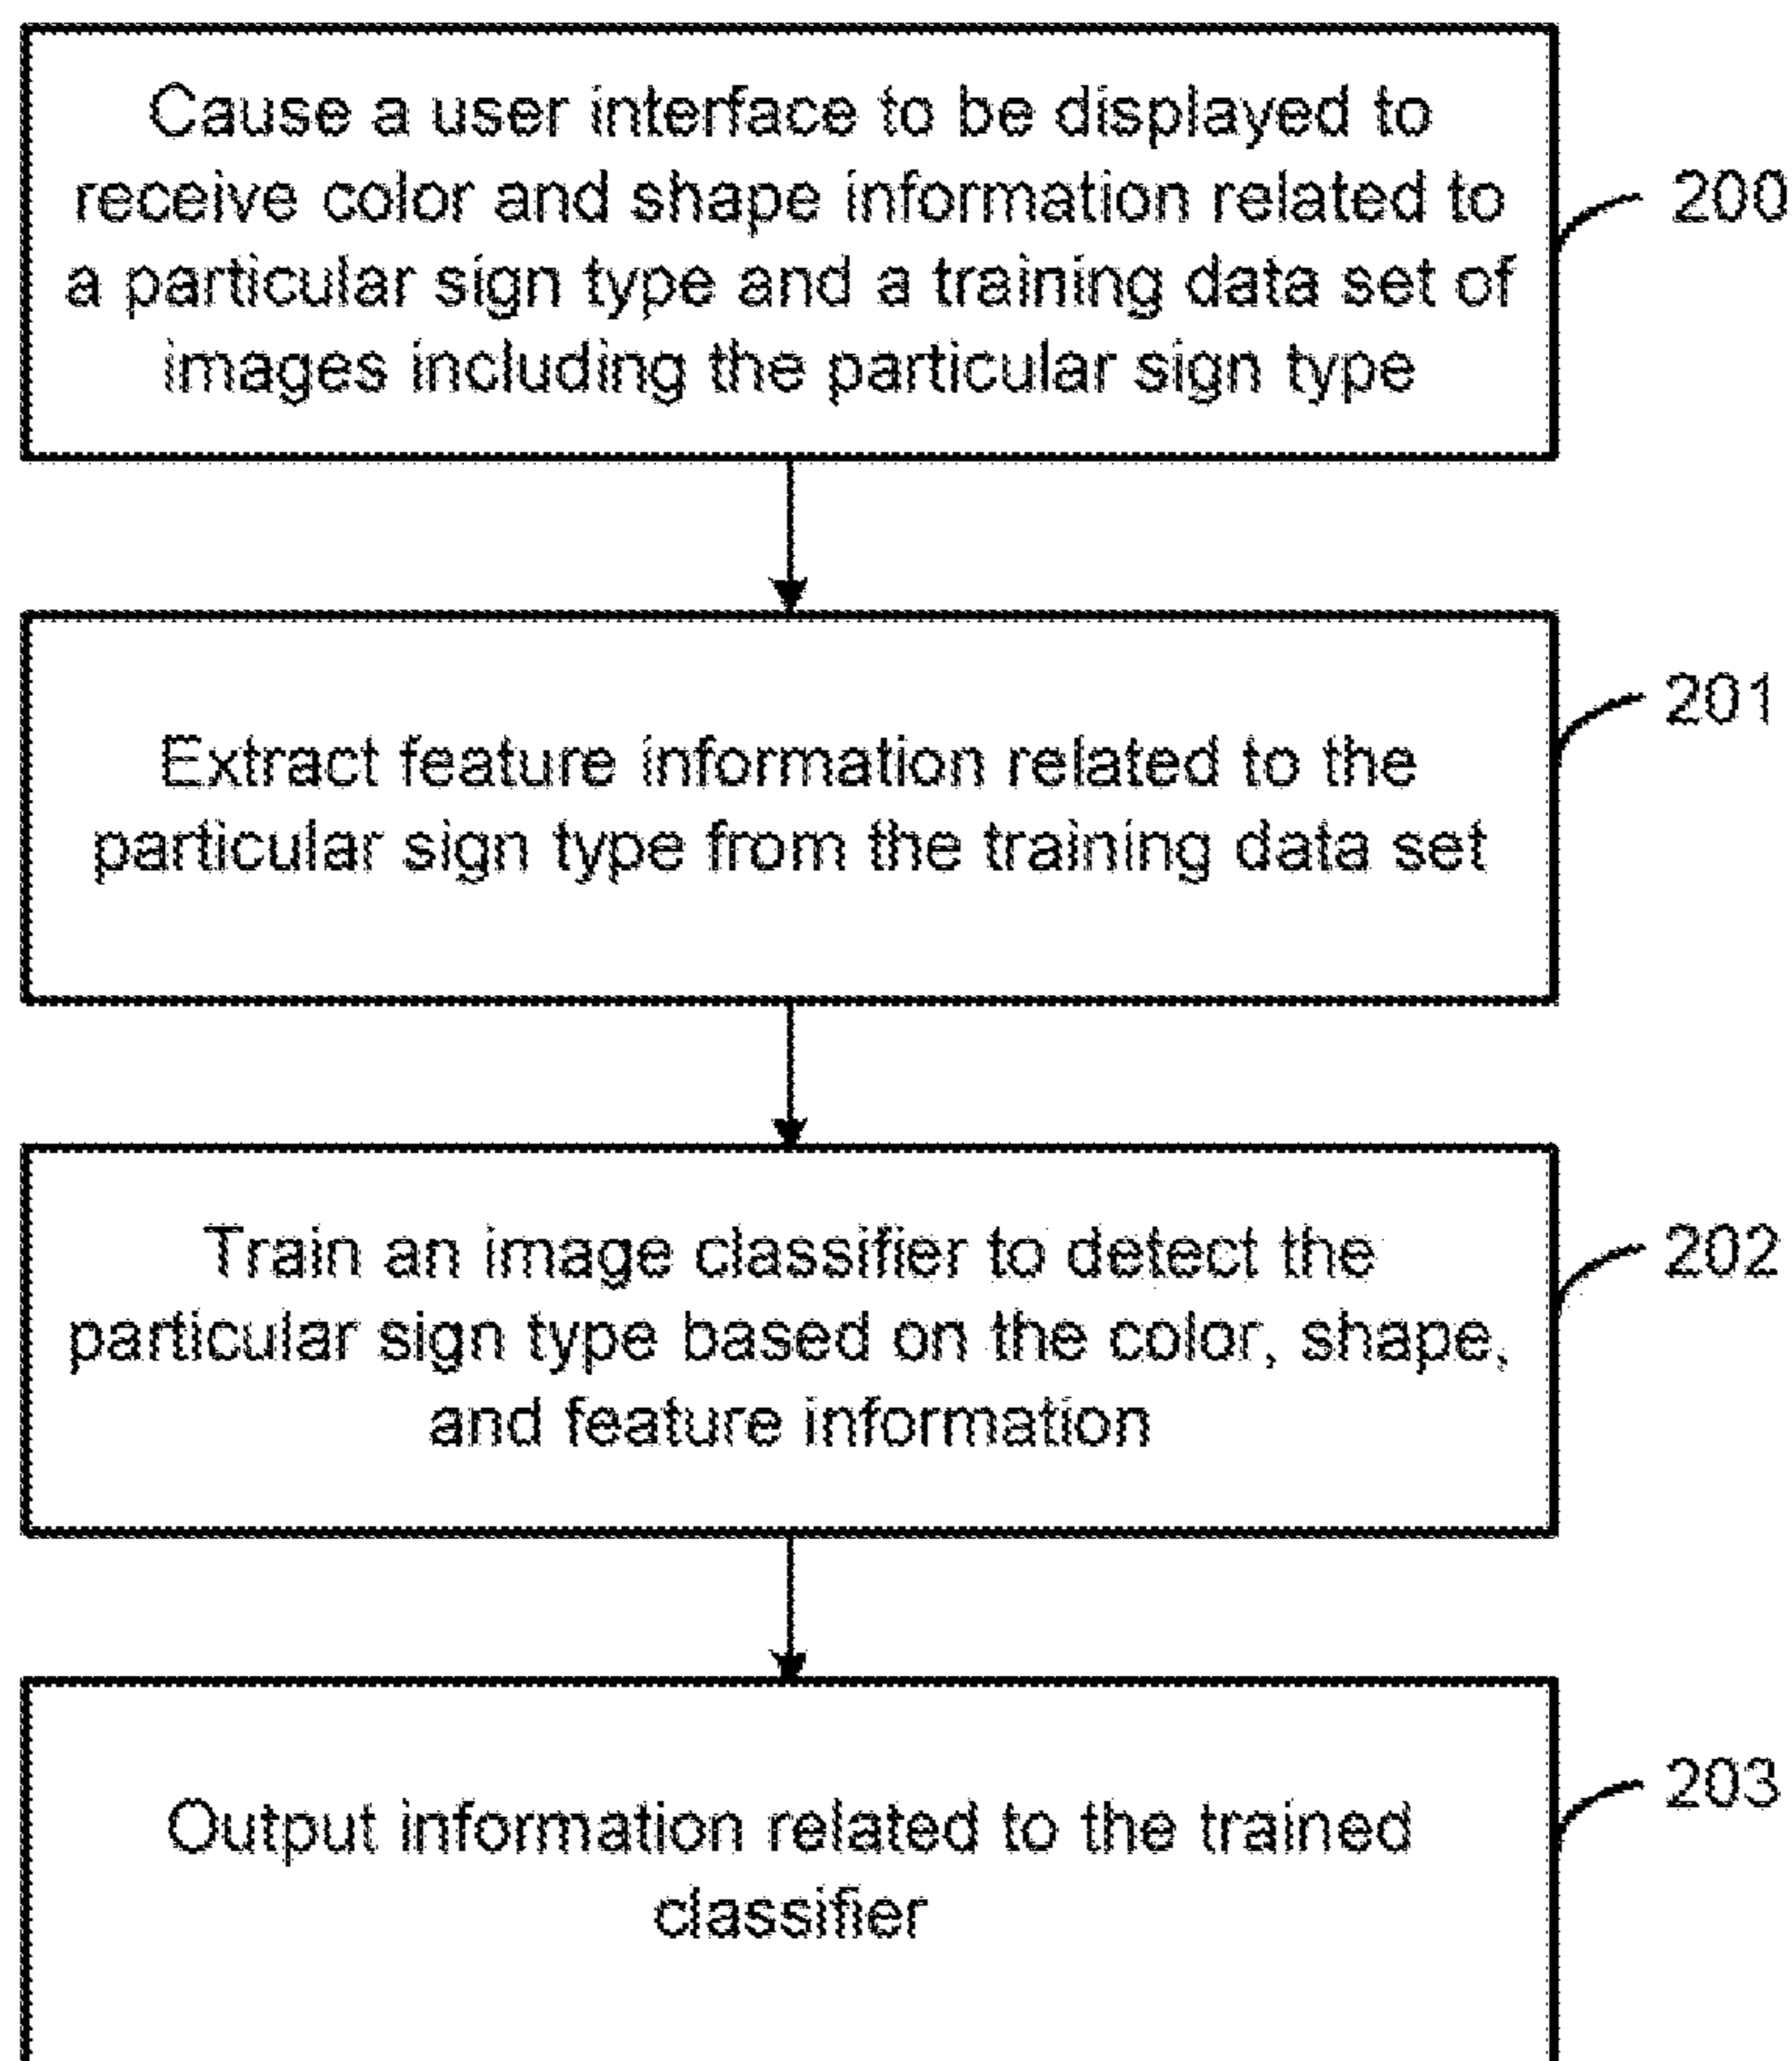 Cause a user interface to be displayed to
receive color and shape information related to
a particular sign type and a training data set of
images including the particular sign type
200
Extract feature information related to the
particular sign type from the training data set
201
Train an image classifier to detect the
particular sign type based on the color, shape,
and feature information
202
Output information related to the trained
classifier
203